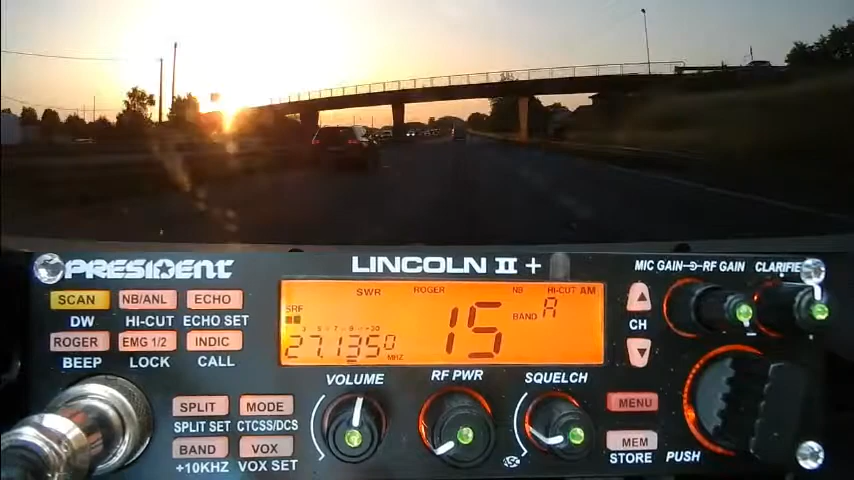 PRESIDENT
LINCOLN II +
MIC GAIN RF GAIN
CLARIFIE
SCAN
DW
NB/ANL
HI-CUT
ECHO
ECHO SET
ROGER
BEEP
EMG 1/2
LOCK
INDIC
CALL
SWR ROGER NB HI-CUT AM
SRF
15 BAND A
27.1350 MHZ
CH
VOLUME
RF PWR
SQUELCH
SPLIT
SPLIT SET
MODE
CTCSS/DCS
BAND
+10KHZ
VOX
VOX SET
MENU
MEM
STORE
PUSH